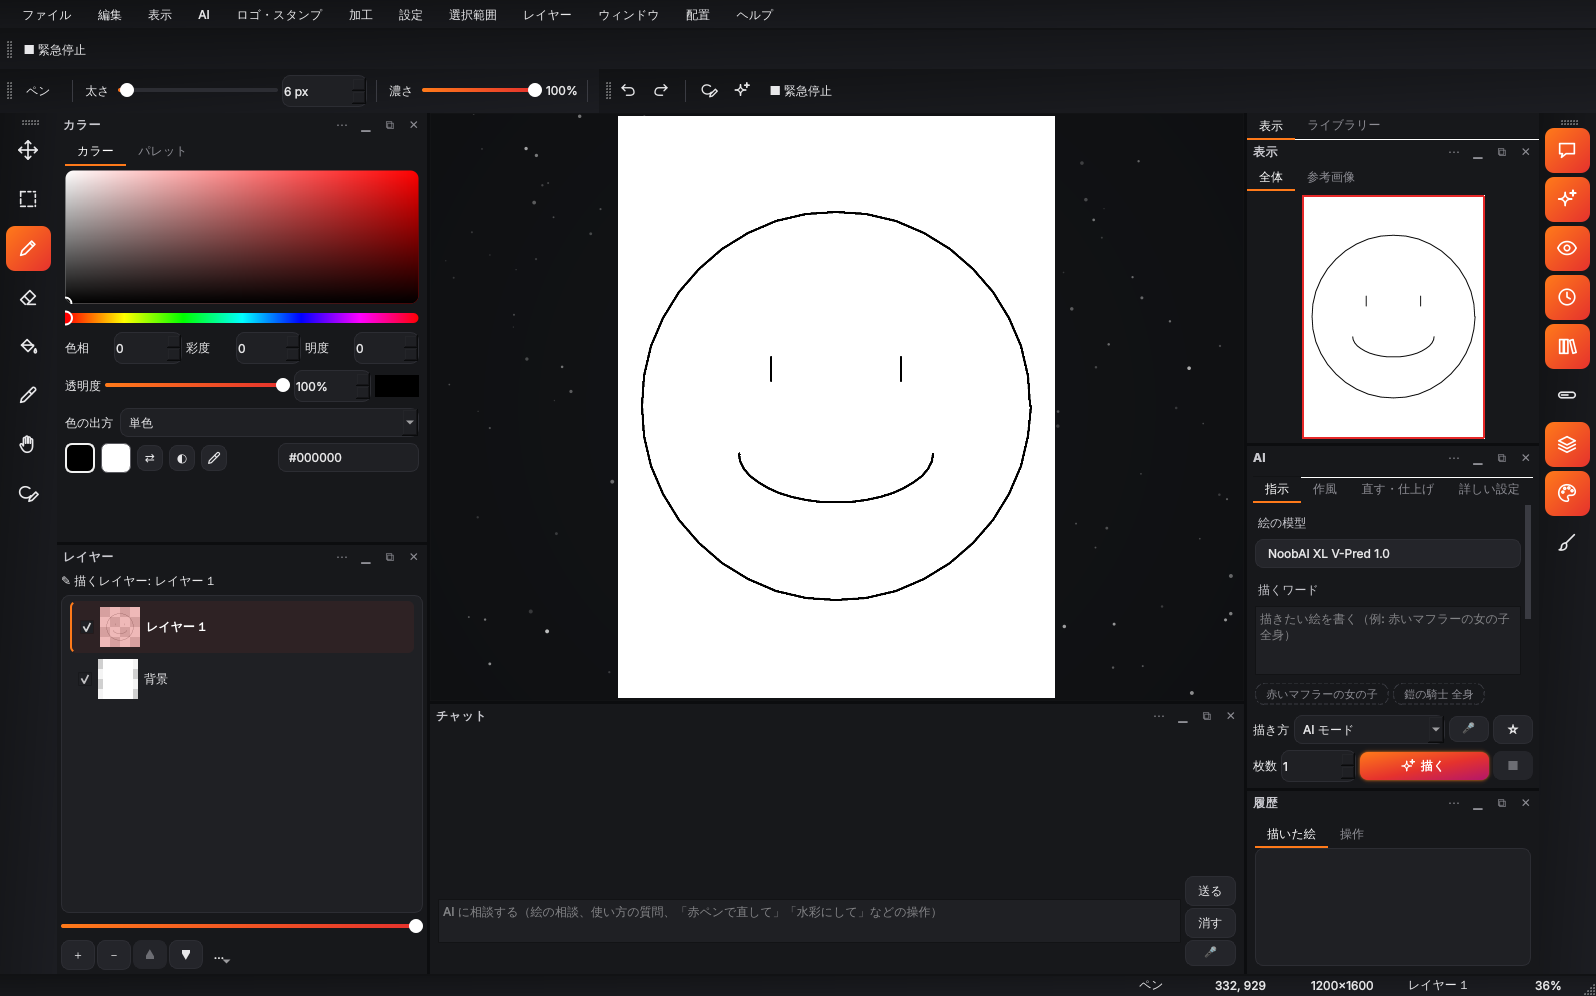 ファイル 編集 表示 AI ロゴ・スタンプ 加工 設定 選択範囲 レイヤー ウィンドウ 配置 ヘルプ
緊急停止
ペン 太さ 6 px 濃さ 100% 緊急停止
カラー
カラー パレット
色相 0 彩度 0 明度 0
透明度 100%
色の出方 単色
#000000
レイヤー
描くレイヤー: レイヤー 1
レイヤー 1
背景
チャット
AI に相談する（絵の相談、使い方の質問、「赤ペンで直して」「水彩にして」などの操作）
送る
消す
表示 ライブラリー
表示
全体 参考画像
AI
指示 作風 直す・仕上げ 詳しい設定
絵の模型
NoobAI XL V-Pred 1.0
描くワード
描きたい絵を書く（例: 赤いマフラーの女の子
全身）
赤いマフラーの女の子 鎧の騎士 全身
描き方 AI モード
枚数 1 描く
履歴
描いた絵 操作
ペン 332, 929 1200×1600 レイヤー 1 36%